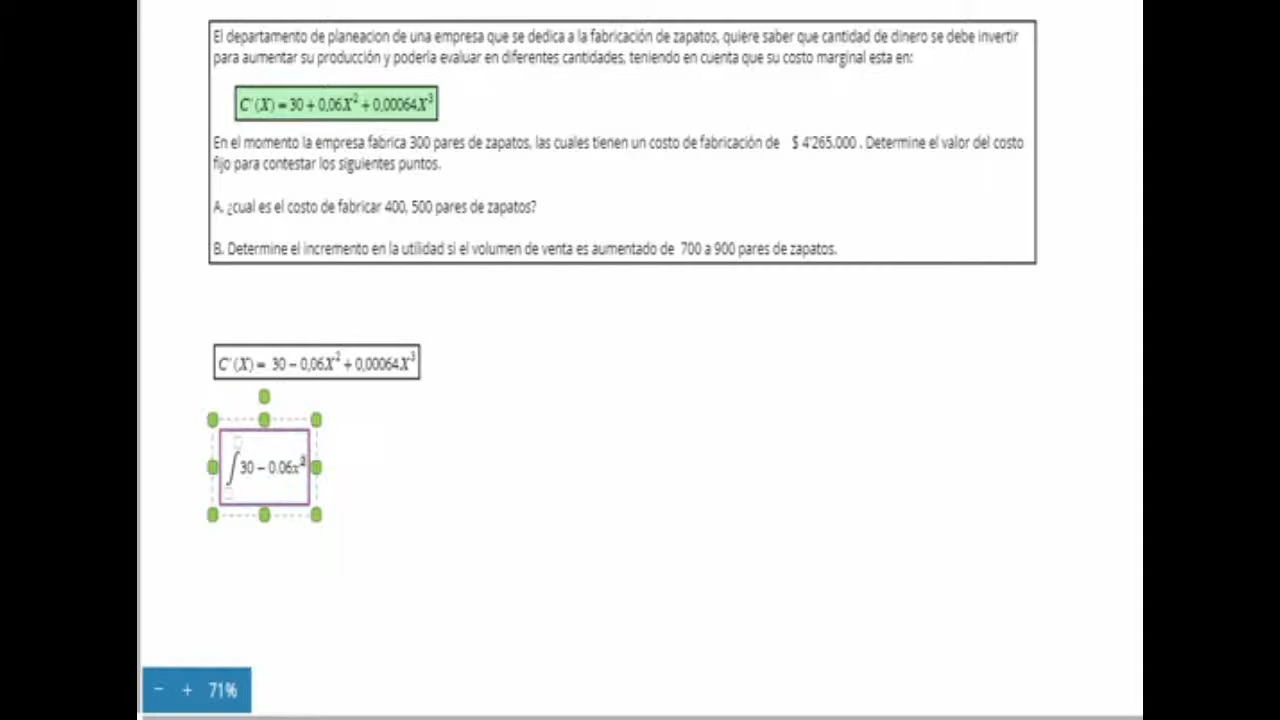 El departamento de planeacion de una empresa que se dedica a la fabricación de zapatos, quiere saber que cantidad de dinero se debe invertir
para aumentar su producción y poderla evaluar en diferentes cantidades, teniendo en cuenta que su costo marginal esta en:
C'(X) = 30 + 0,06X² + 0,00064X³
En el momento la empresa fabrica 300 pares de zapatos, las cuales tienen un costo de fabricación de $ 4'265.000 . Determine el valor del costo
fijo para contestar los siguientes puntos.
A. ¿cual es el costo de fabricar 400, 500 pares de zapatos?
B. Determine el incremento en la utilidad si el volumen de venta es aumentado de 700 a 900 pares de zapatos.
C'(X) = 30 − 0,06X² + 0,00064X³
∫30 − 0.06x²
− + 71%